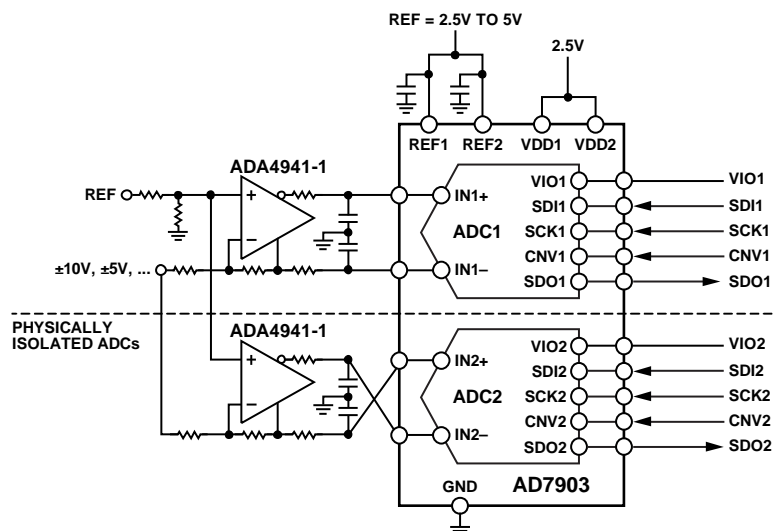 REF = 2.5V TO 5V
2.5V
REF1 REF2 VDD1 VDD2
ADA4941-1
REF
+
−
±10V, ±5V, ...
IN1+
ADC1
IN1−
VIO1
SDI1
SCK1
CNV1
SDO1
VIO1
SDI1
SCK1
CNV1
SDO1
PHYSICALLY
ISOLATED ADCs
ADA4941-1
+
−
IN2+
ADC2
IN2−
VIO2
SDI2
SCK2
CNV2
SDO2
VIO2
SDI2
SCK2
CNV2
SDO2
GND
AD7903